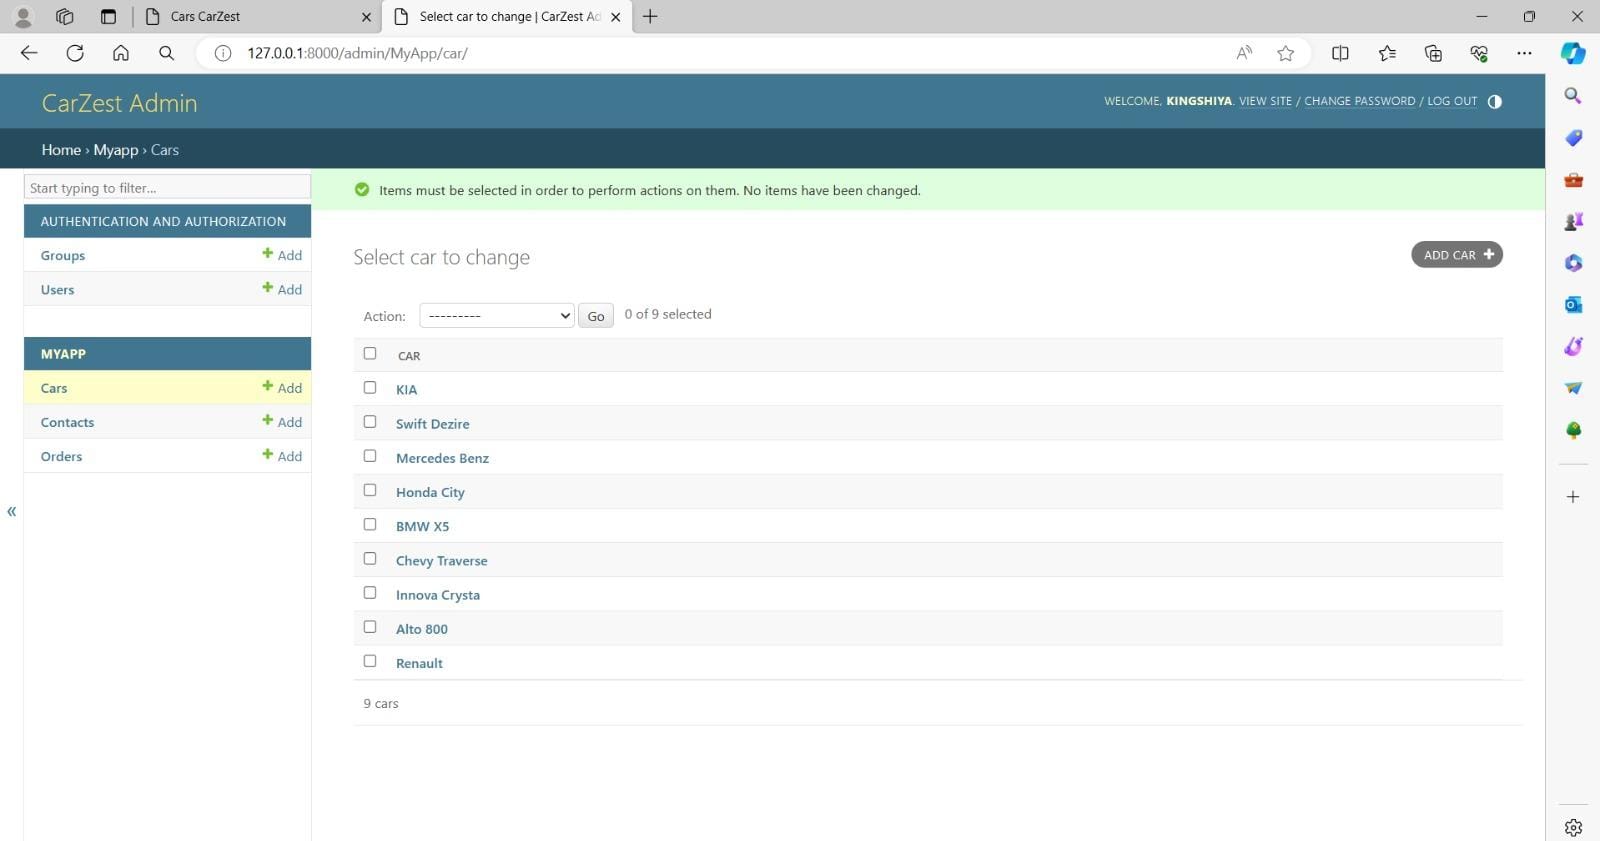 Cars CarZest
Select car to change | CarZest Ad
127.0.0.1:8000/admin/MyApp/car/
CarZest Admin
WELCOME, KINGSHIYA. VIEW SITE / CHANGE PASSWORD / LOG OUT
Home › Myapp › Cars
Start typing to filter...
Items must be selected in order to perform actions on them. No items have been changed.
AUTHENTICATION AND AUTHORIZATION
Groups + Add
Users + Add
MYAPP
Cars + Add
Contacts + Add
Orders + Add
«
Select car to change
ADD CAR +
Action: --------- Go 0 of 9 selected
CAR
KIA
Swift Dezire
Mercedes Benz
Honda City
BMW X5
Chevy Traverse
Innova Crysta
Alto 800
Renault
9 cars